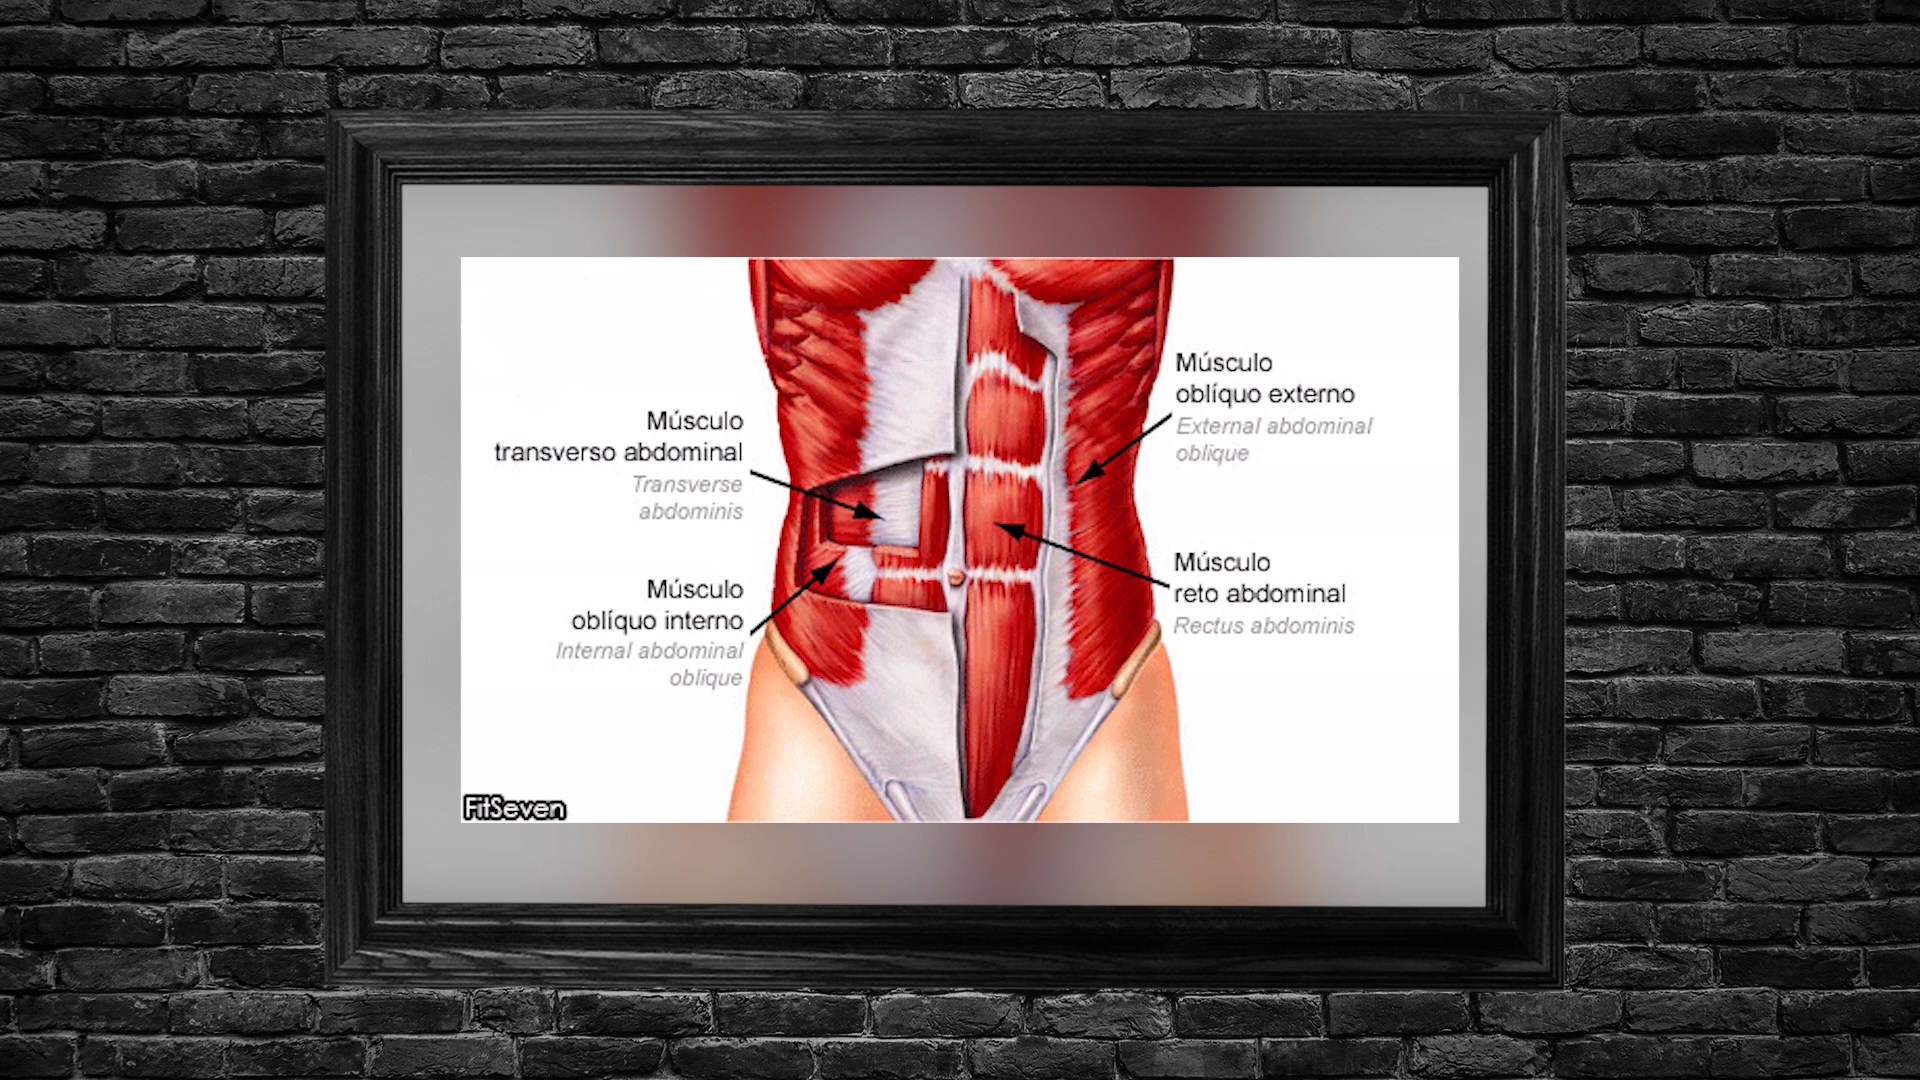 Músculo
transverso abdominal
Transverse
abdominis
Músculo
oblíquo interno
Internal abdominal
oblique
Músculo
oblíquo externo
External abdominal
oblique
Músculo
reto abdominal
Rectus abdominis
FitSeven